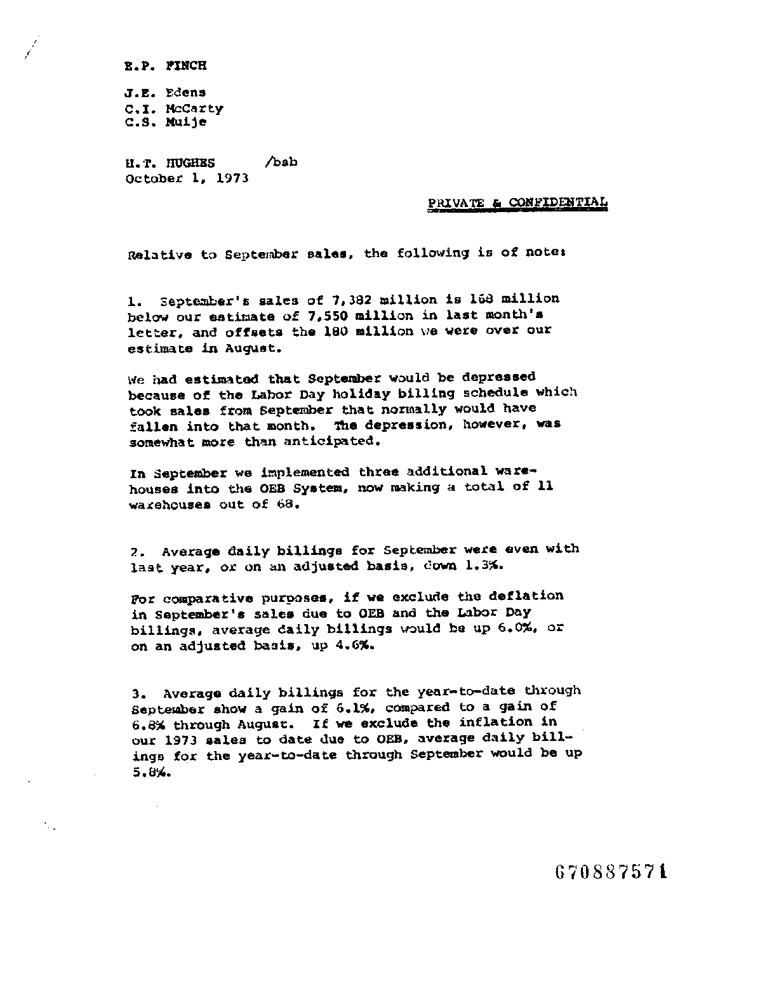 E.P. FINCH
J.E. Edens
C.I. McCarty
C.S. Muije
H.T. HUGHES /bsb
October 1, 1973
PRIVATE & CONFIDENTIAL
Relative to September sales, the following is of note:
1. September's sales of 7,382 million is 168 million
below our estimate of 7,550 million in last month's
letter, and offsets the 180 million we were over our
estimate in August.
We had estimated that September would be depressed
because of the Labor Day holiday billing schedule which
took sales from September that normally would have
fallen into that month. The depression, however, was
somewhat more than anticipated.
In September we implemented three additional ware-
houses into the OEB System, now making a total of 11
warehouses out of 68.
2. Average daily billings for September were even with
last year, or on an adjusted basis, down 1.3%.
For comparative purposes, if we exclude the deflation
in September's sales due to OEB and the Labor Day
billings, average daily billings would be up 6.0%, or
on an adjusted basis, up 4.6%.
3. Average daily billings for the year-to-date through
September show a gain of 6.1%, compared to a gain of
6.8% through August. If we exclude the inflation in
our 1973 sales to date due to OEB, average daily bill-
ings for the year-to-date through September would be up
5.8%.
670887571